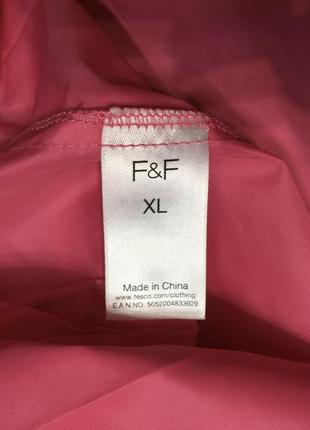 F&F
XL
Made in China
www.tesco.com/clothing
E.A.N.NO. 5052004833929